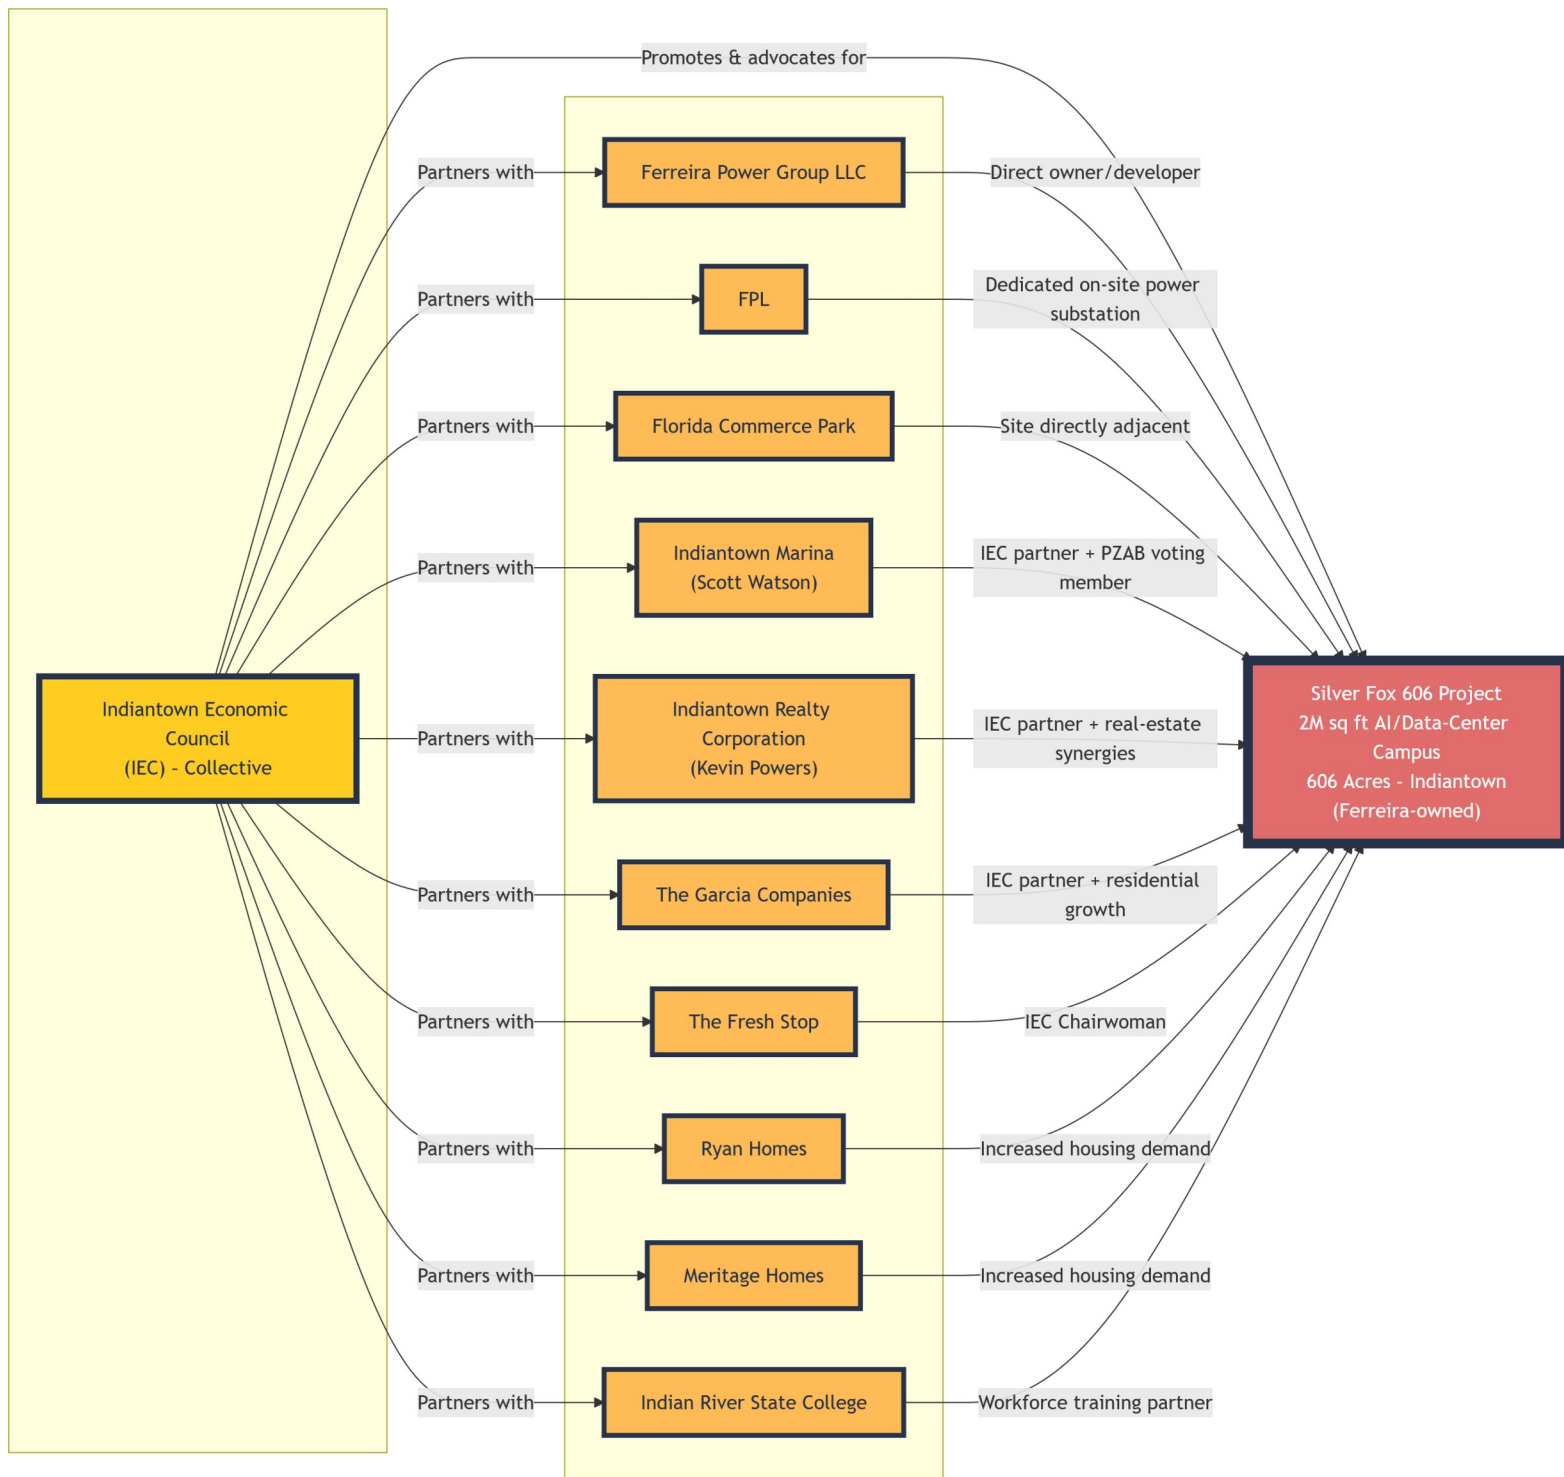 Promotes & advocates for
Partners with
Ferreira Power Group LLC
Direct owner/developer
Partners with
FPL
Dedicated on-site power
substation
Partners with
Florida Commerce Park
Site directly adjacent
Partners with
Indiantown Marina
(Scott Watson)
IEC partner + PZAB voting
member
Indiantown Economic
Council
(IEC) - Collective
Partners with
Indiantown Realty
Corporation
(Kevin Powers)
IEC partner + real-estate
synergies
Silver Fox 606 Project
2M sq ft AI/Data-Center
Campus
606 Acres - Indiantown
(Ferreira-owned)
Partners with
The Garcia Companies
IEC partner + residential
growth
Partners with
The Fresh Stop
IEC Chairwoman
Partners with
Ryan Homes
Increased housing demand
Partners with
Meritage Homes
Increased housing demand
Partners with
Indian River State College
Workforce training partner